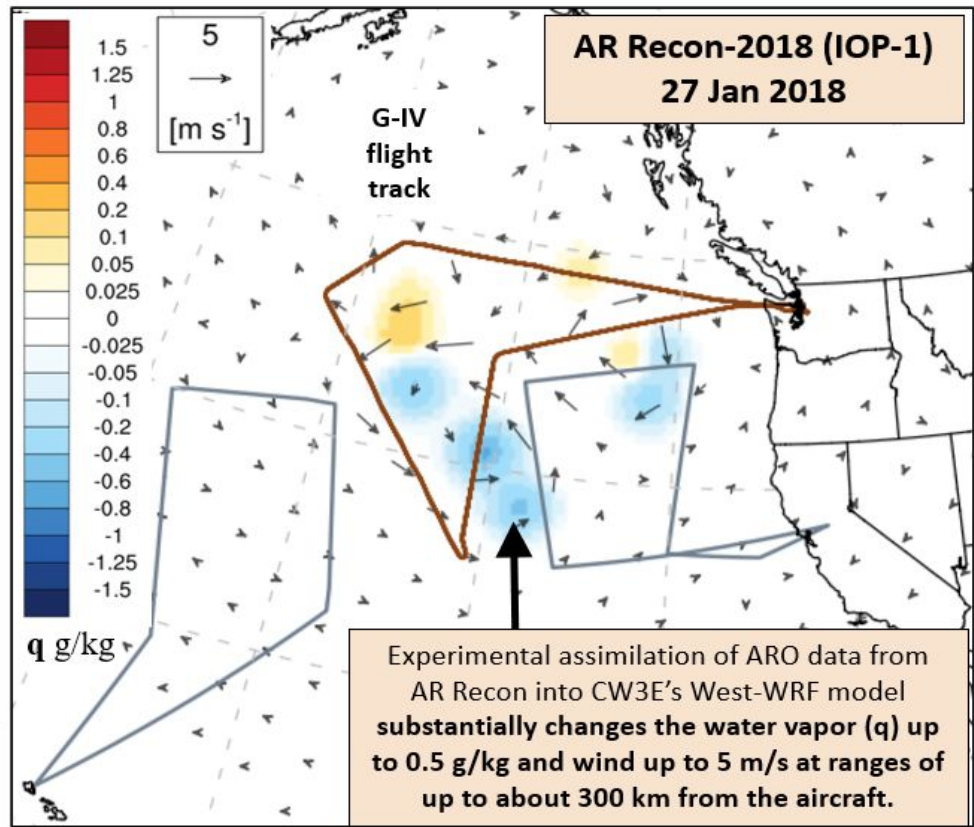 AR Recon-2018 (IOP-1)
27 Jan 2018
5
[m s⁻¹]
G-IV
flight
track
1.5
1.25
1
0.8
0.6
0.4
0.2
0.1
0.05
0.025
0
-0.025
-0.05
-0.1
-0.2
-0.4
-0.6
-0.8
-1
-1.25
-1.5
q g/kg
Experimental assimilation of ARO data from
AR Recon into CW3E’s West-WRF model
substantially changes the water vapor (q) up
to 0.5 g/kg and wind up to 5 m/s at ranges of
up to about 300 km from the aircraft.